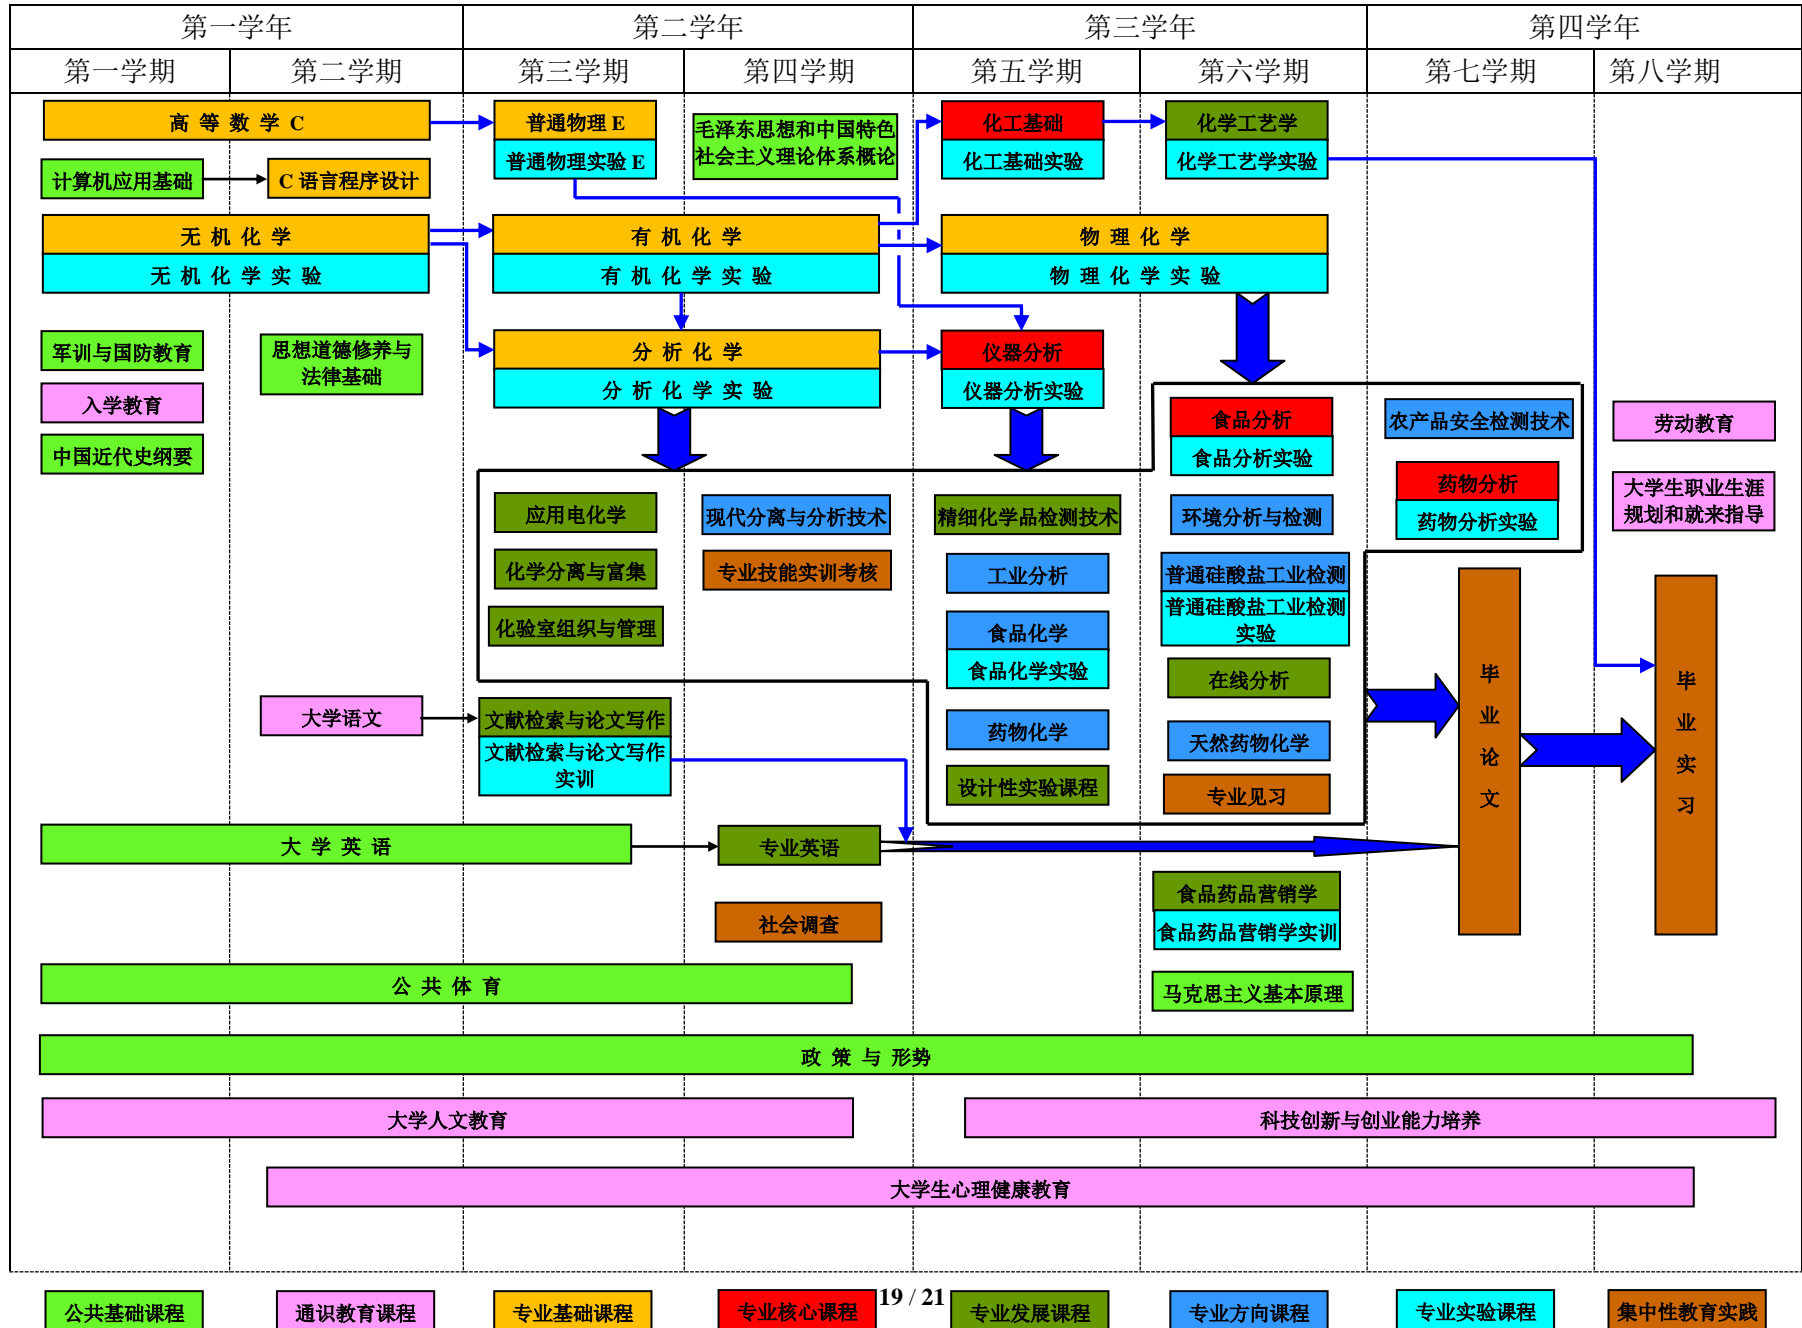 第一学年
第二学年
第三学年
第四学年
第一学期
第二学期
第三学期
第四学期
第五学期
第六学期
第七学期
第八学期
高 等 数 学 C
普通物理 E
普通物理实验 E
毛泽东思想和中国特色
社会主义理论体系概论
化工基础
化工基础实验
化学工艺学
化学工艺学实验
计算机应用基础
C 语言程序设计
无 机 化 学
无 机 化 学 实 验
有 机 化 学
有 机 化 学 实 验
物 理 化 学
物 理 化 学 实 验
军训与国防教育
思想道德修养与
法律基础
分 析 化 学
分 析 化 学 实 验
仪器分析
仪器分析实验
入学教育
中国近代史纲要
食品分析
食品分析实验
农产品安全检测技术
劳动教育
药物分析
药物分析实验
大学生职业生涯
规划和就来指导
应用电化学
现代分离与分析技术
精细化学品检测技术
环境分析与检测
化学分离与富集
专业技能实训考核
工业分析
普通硅酸盐工业检测
普通硅酸盐工业检测
实验
化验室组织与管理
食品化学
食品化学实验
在线分析
大学语文
文献检索与论文写作
文献检索与论文写作
实训
药物化学
天然药物化学
设计性实验课程
专业见习
毕
业
论
文
毕
业
实
习
大 学 英 语
专业英语
食品药品营销学
食品药品营销学实训
社会调查
公 共 体 育
马克思主义基本原理
政 策 与 形势
大学人文教育
科技创新与创业能力培养
大学生心理健康教育
公共基础课程
通识教育课程
专业基础课程
专业核心课程
19 / 21
专业发展课程
专业方向课程
专业实验课程
集中性教育实践